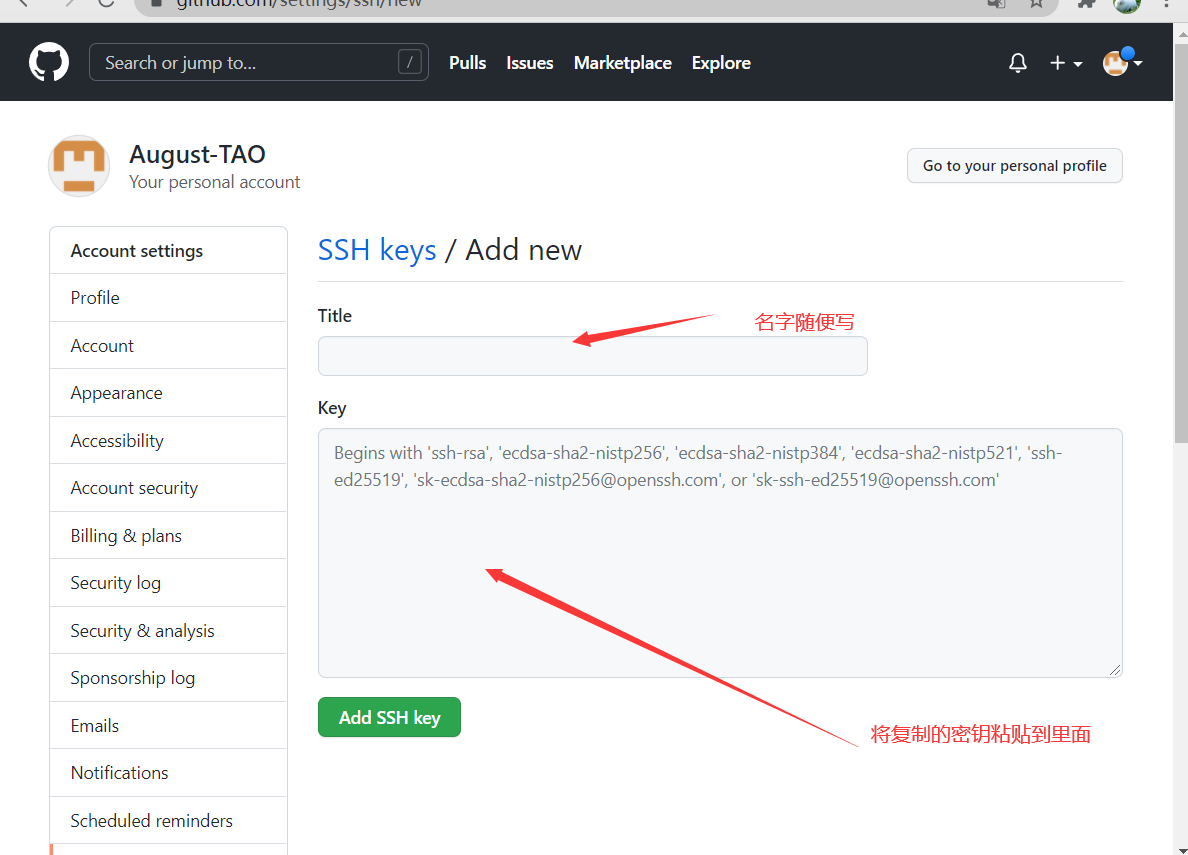 github.com/settings/ssh/new
Search or jump to...
/
Pulls
Issues
Marketplace
Explore
August-TAO
Your personal account
Go to your personal profile
Account settings
Profile
Account
Appearance
Accessibility
Account security
Billing & plans
Security log
Security & analysis
Sponsorship log
Emails
Notifications
Scheduled reminders
SSH keys / Add new
Title
名字随便写
Key
Begins with 'ssh-rsa', 'ecdsa-sha2-nistp256', 'ecdsa-sha2-nistp384', 'ecdsa-sha2-nistp521', 'ssh-
ed25519', 'sk-ecdsa-sha2-nistp256@openssh.com', or 'sk-ssh-ed25519@openssh.com'
Add SSH key
将复制的密钥粘贴到里面